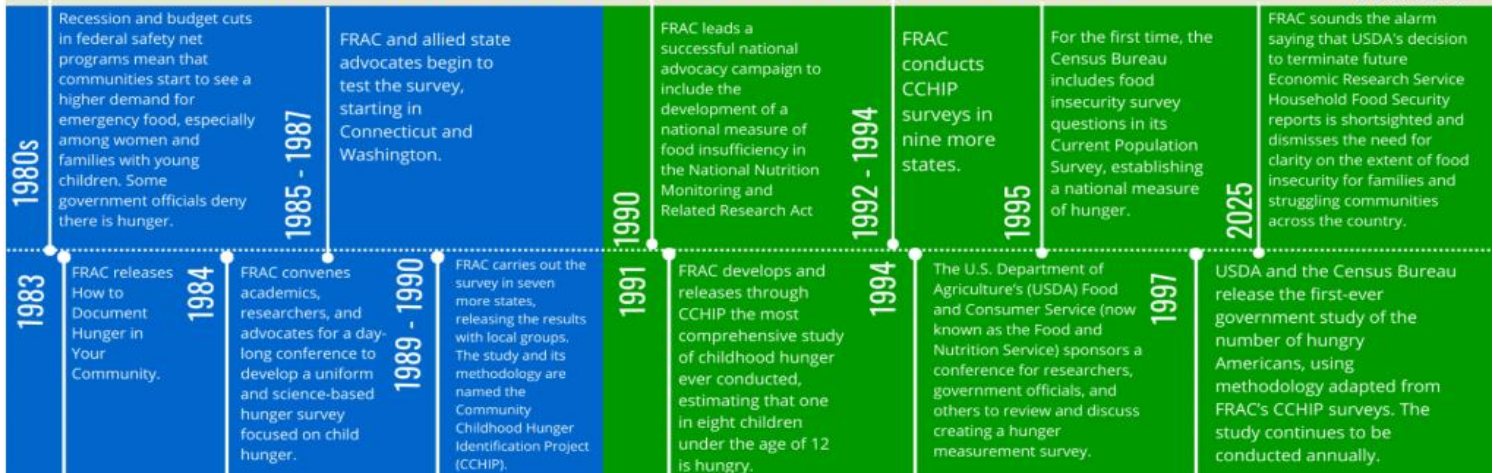 1980s
Recession and budget cuts
in federal safety net
programs mean that
communities start to see a
higher demand for
emergency food, especially
among women and
families with young
children. Some
government officials deny
there is hunger.
1983
FRAC releases
How to
Document
Hunger in
Your
Community.
1984
FRAC convenes
academics,
researchers, and
advocates for a day-
long conference to
develop a uniform
and science-based
hunger survey
focused on child
hunger.
1985 - 1987
FRAC and allied state
advocates begin to
test the survey,
starting in
Connecticut and
Washington.
1989 - 1990
FRAC carries out the
survey in seven
more states,
releasing the results
with local groups.
The study and its
methodology are
named the
Community
Childhood Hunger
Identification Project
(CCHIP).
1990
FRAC leads a
successful national
advocacy campaign to
include the
development of a
national measure of
food insufficiency in
the National Nutrition
Monitoring and
Related Research Act
1991
FRAC develops and
releases through
CCHIP the most
comprehensive study
of childhood hunger
ever conducted,
estimating that one
in eight children
under the age of 12
is hungry.
1992 - 1994
FRAC
conducts
CCHIP
surveys in
nine more
states.
1994
The U.S. Department of
Agriculture's (USDA) Food
and Consumer Service (now
known as the Food and
Nutrition Service) sponsors a
conference for researchers,
government officials, and
others to review and discuss
creating a hunger
measurement survey.
1995
For the first time, the
Census Bureau
includes food
insecurity survey
questions in its
Current Population
Survey, establishing
a national measure
of hunger.
1997
USDA and the Census Bureau
release the first-ever
government study of the
number of hungry
Americans, using
methodology adapted from
FRAC's CCHIP surveys. The
study continues to be
conducted annually.
2025
FRAC sounds the alarm
saying that USDA's decision
to terminate future
Economic Research Service
Household Food Security
reports is shortsighted and
dismisses the need for
clarity on the extent of food
insecurity for families and
struggling communities
across the country.